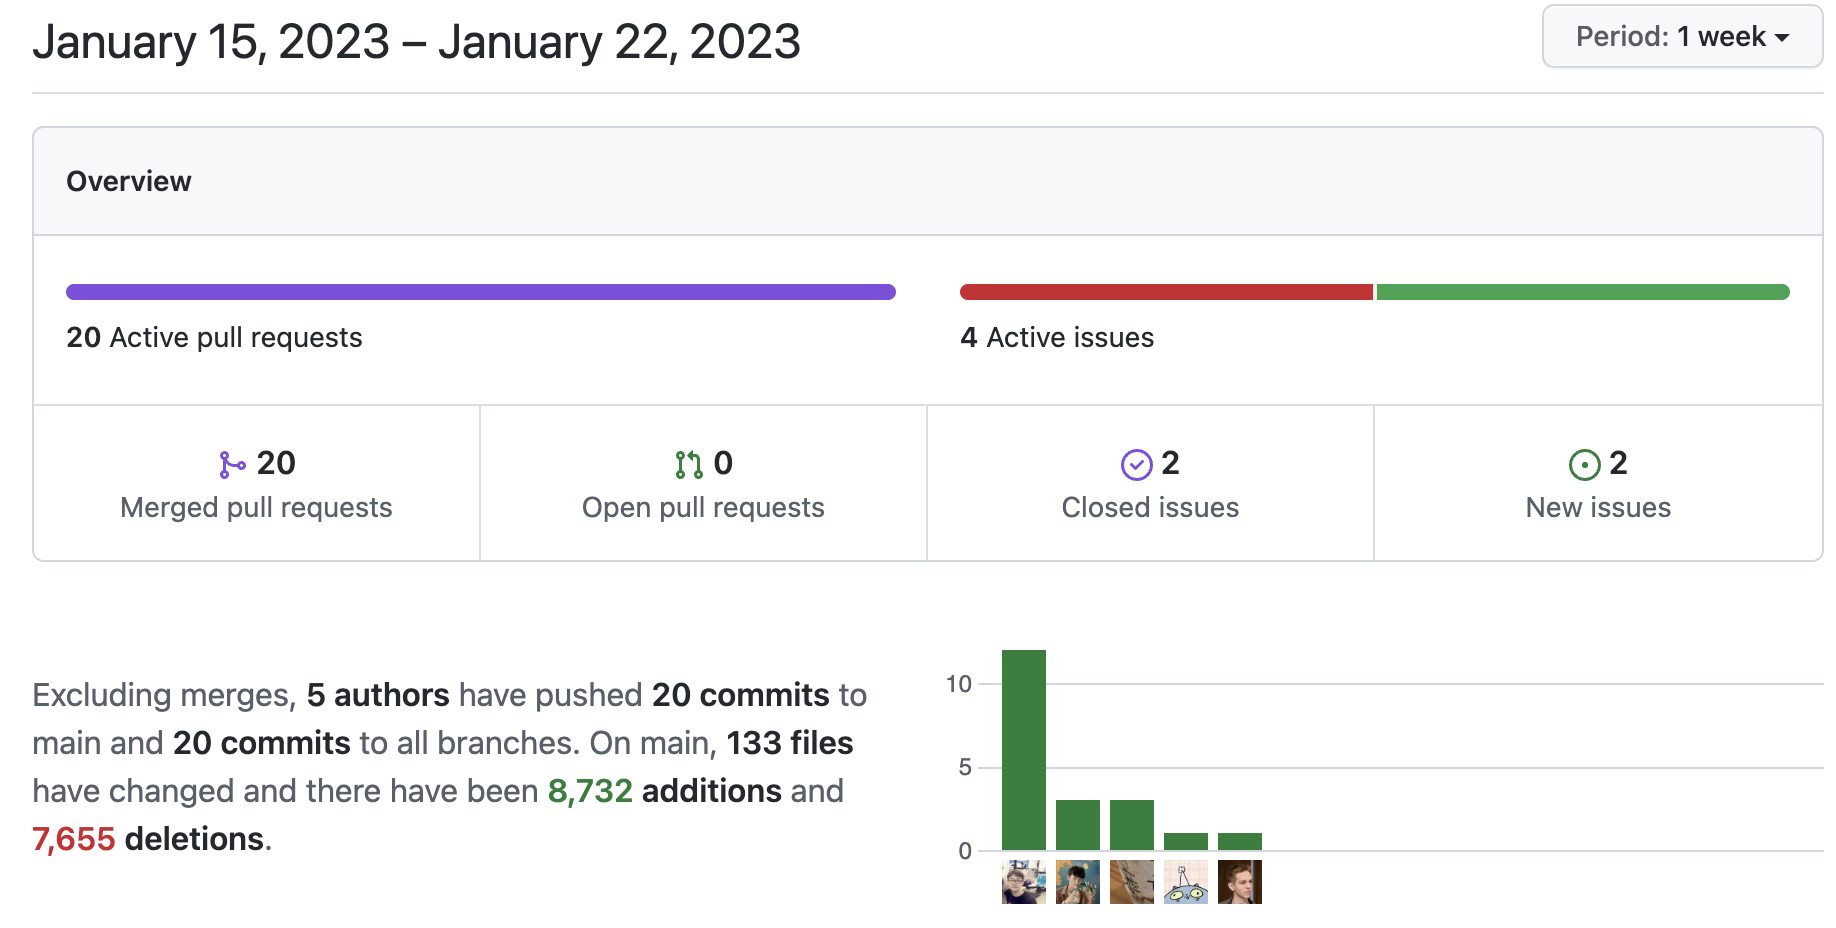 January 15, 2023 – January 22, 2023
Period: 1 week
Overview
20 Active pull requests
4 Active issues
20
Merged pull requests
0
Open pull requests
2
Closed issues
2
New issues
Excluding merges, 5 authors have pushed 20 commits to
main and 20 commits to all branches. On main, 133 files
have changed and there have been 8,732 additions and
7,655 deletions.
10
5
0